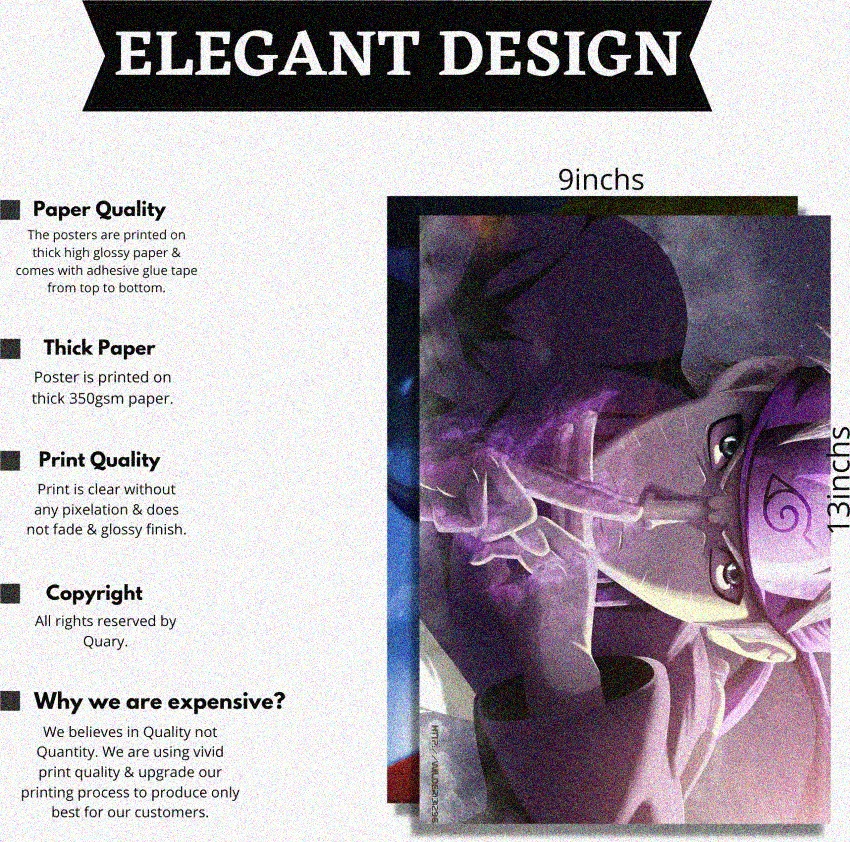 ELEGANT DESIGN
9inchs
13inchs
Paper Quality
The posters are printed on
thick high glossy paper &
comes with adhesive glue tape
from top to bottom.
Thick Paper
Poster is printed on
thick 350gsm paper.
Print Quality
Print is clear without
any pixelation & does
not fade & glossy finish.
Copyright
All rights reserved by
Quary.
Why we are expensive?
We believes in Quality not
Quantity. We are using vivid
print quality & upgrade our
printing process to produce only
best for our customers.